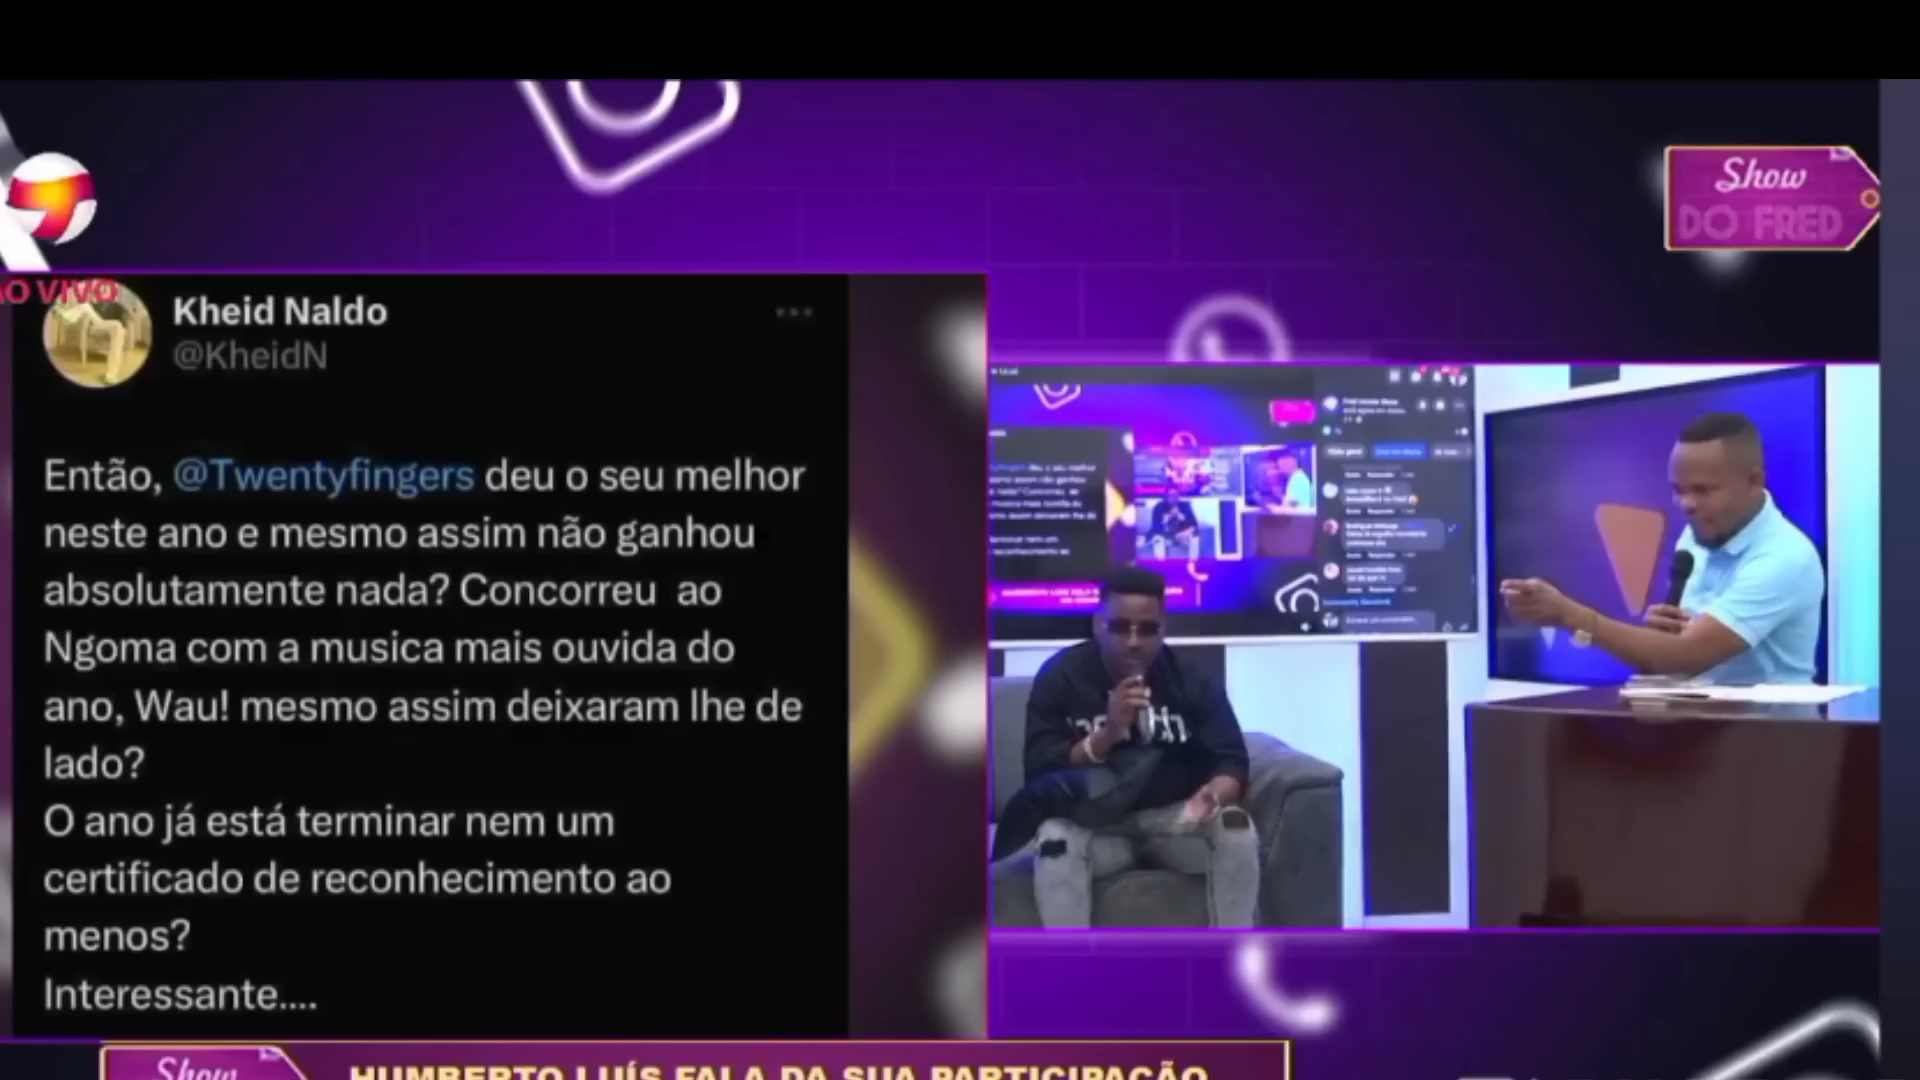 Show
DO FRED
AO VIVO
Kheid Naldo
@KheidN
Então, @Twentyfingers deu o seu melhor
neste ano e mesmo assim não ganhou
absolutamente nada? Concorreu ao
Ngoma com a musica mais ouvida do
ano, Wau! mesmo assim deixaram lhe de
lado?
O ano já está terminar nem um
certificado de reconhecimento ao
menos?
Interessante....
Show
HUMBERTO LUÍS FALA DA SUA PARTICIPAÇÃO